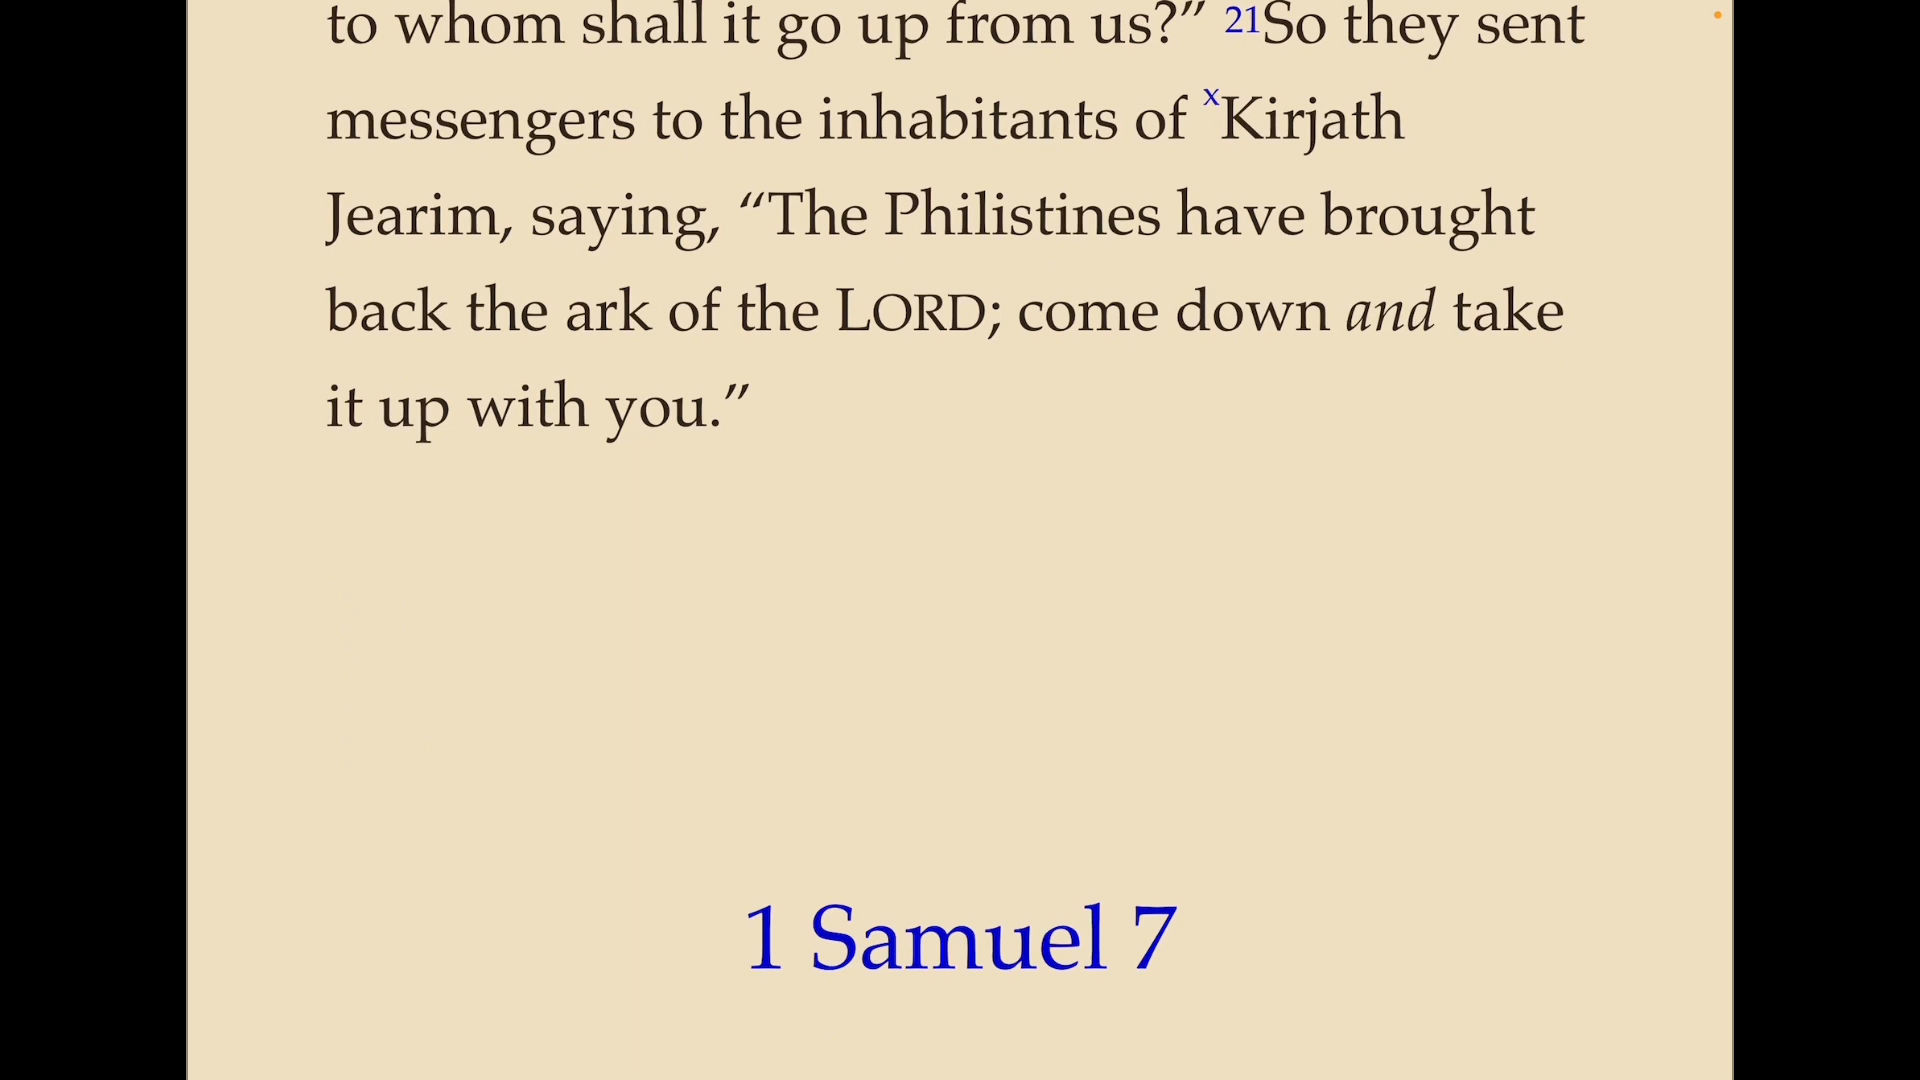 to whom shall it go up from us?” 21So they sent
messengers to the inhabitants of xKirjath
Jearim, saying, “The Philistines have brought
back the ark of the LORD; come down and take
it up with you.”
1 Samuel 7